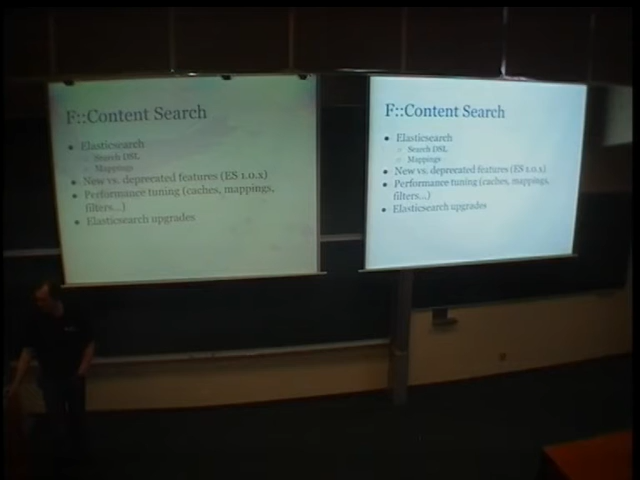 F::Content Search
• Elasticsearch
○ Search DSL
○ Mappings
• New vs. deprecated features (ES 1.0.x)
• Performance tuning (caches, mappings,
filters...)
• Elasticsearch upgrades
F::Content Search
• Elasticsearch
○ Search DSL
○ Mappings
• New vs. deprecated features (ES 1.0.x)
• Performance tuning (caches, mappings,
filters...)
• Elasticsearch upgrades